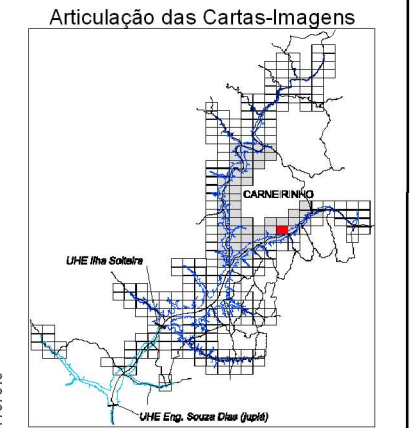 Articulação das Cartas-Imagens
CARNEIRINHO
UHE Ilha Solteira
UHE Eng. Souza Dias (jupiá)